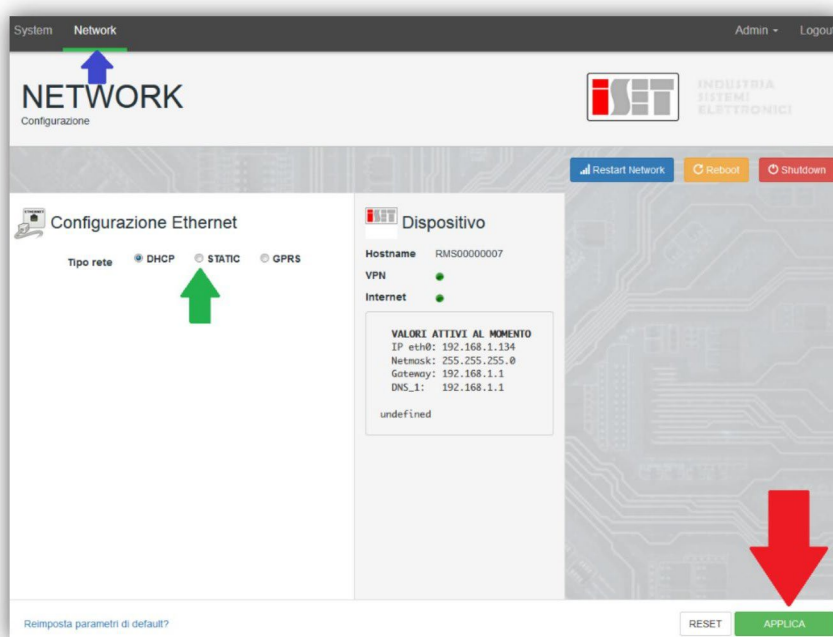 System Network Admin Logout
NETWORK
Configurazione
iSET
INDUSTRIA
SISTEMI
ELETTRONICI
Restart Network Reboot Shutdown
Configurazione Ethernet
Tipo rete DHCP STATIC GPRS
Dispositivo
Hostname RMS00000007
VPN
Internet
VALORI ATTIVI AL MOMENTO
IP eth0: 192.168.1.134
Netmask: 255.255.255.0
Gateway: 192.168.1.1
DNS_1: 192.168.1.1
undefined
Reimposta parametri di default?
RESET APPLICA